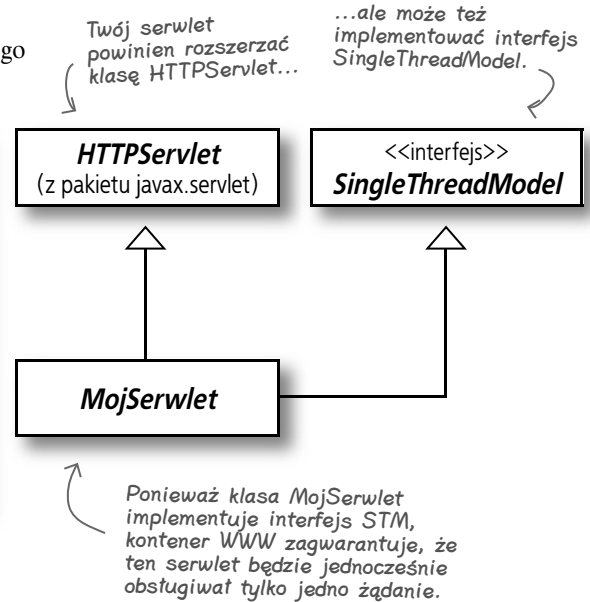 go
Twój serwlet
powinien rozszerzać
klasę HTTPServlet...
...ale może też
implementować interfejs
SingleThreadModel.
HTTPServlet
(z pakietu javax.servlet)
<<interfejs>>
SingleThreadModel
MojSerwlet
Ponieważ klasa MojSerwlet
implementuje interfejs STM,
kontener WWW zagwarantuje, że
ten serwlet będzie jednocześnie
obsługiwał tylko jedno żądanie.